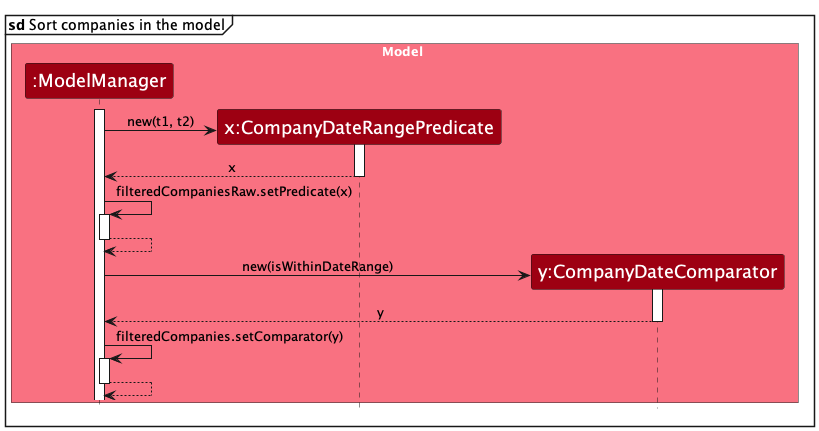 sd Sort companies in the model
Model
:ModelManager
new(t1, t2)
x:CompanyDateRangePredicate
x
filteredCompaniesRaw.setPredicate(x)
new(isWithinDateRange)
y:CompanyDateComparator
y
filteredCompanies.setComparator(y)